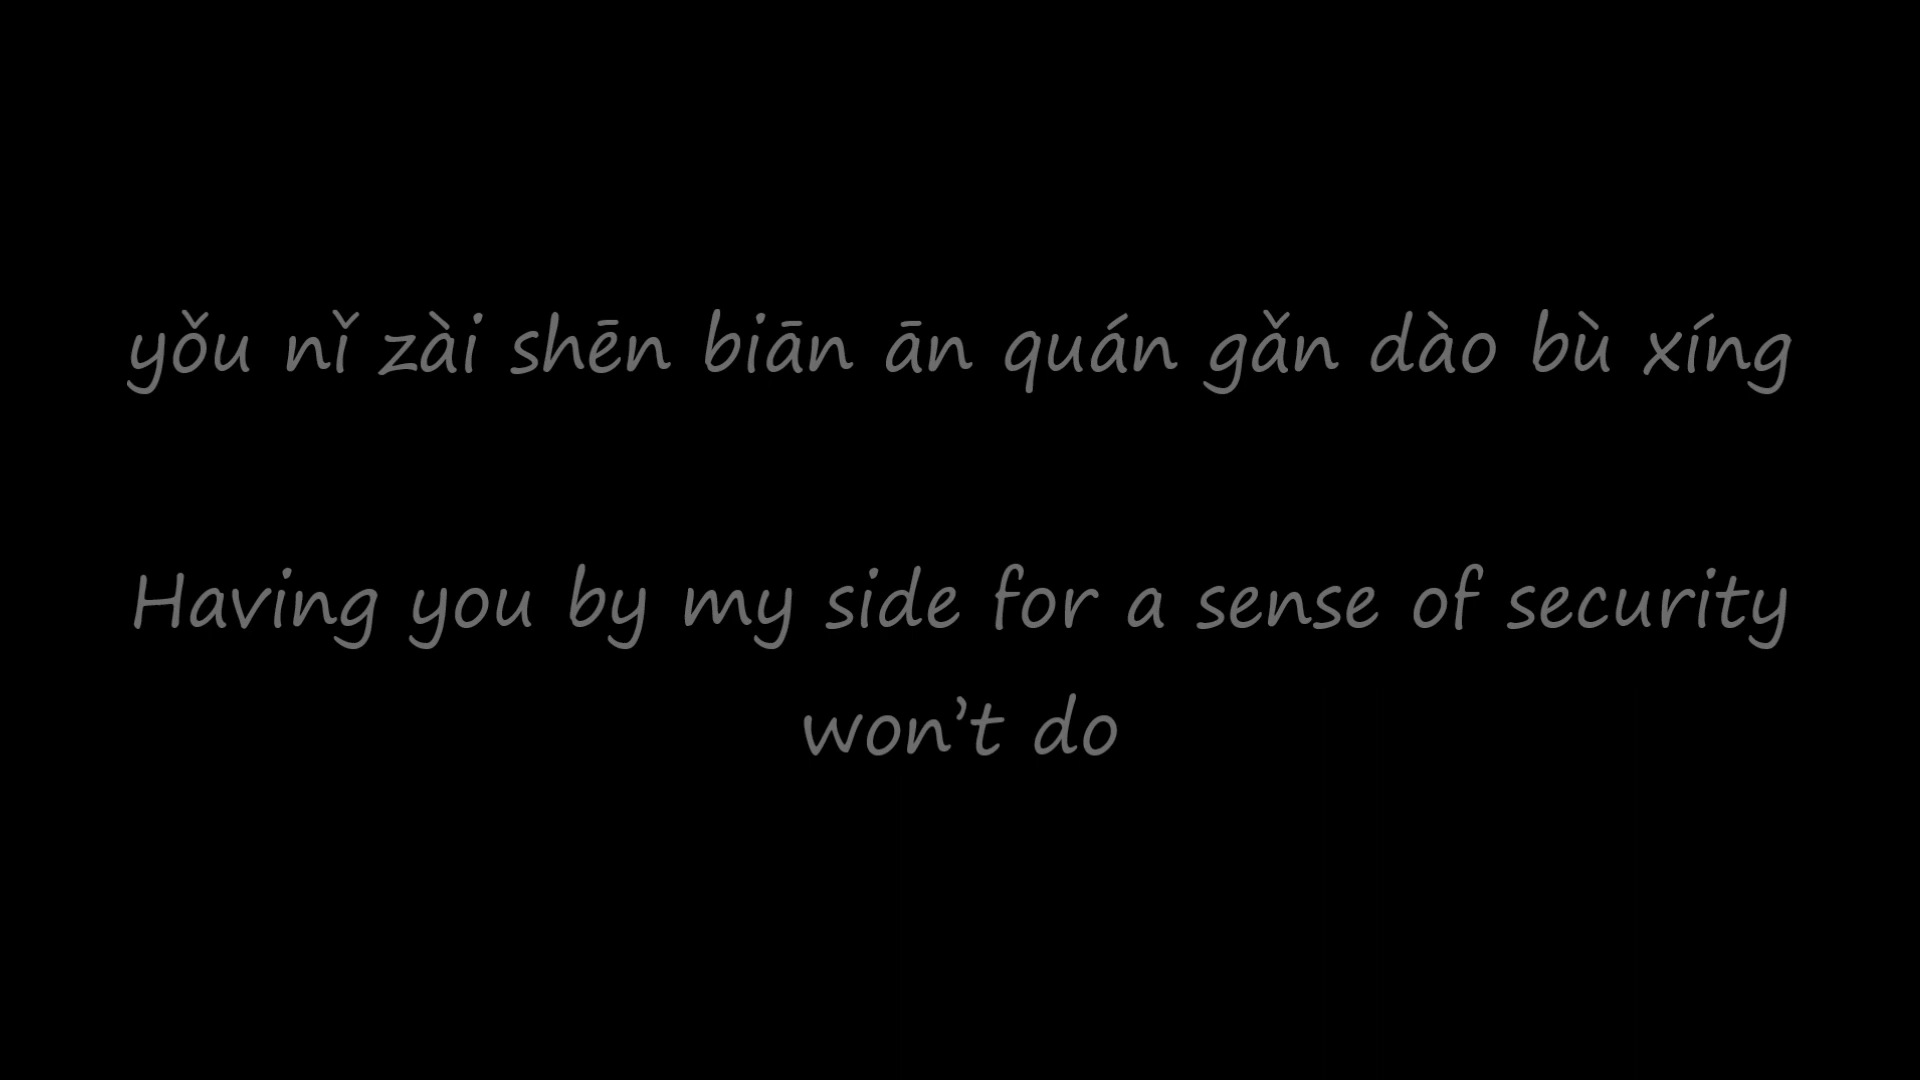 yǒu nǐ zài shēn biān ān quán gǎn dào bù xíng
Having you by my side for a sense of security
won’t do